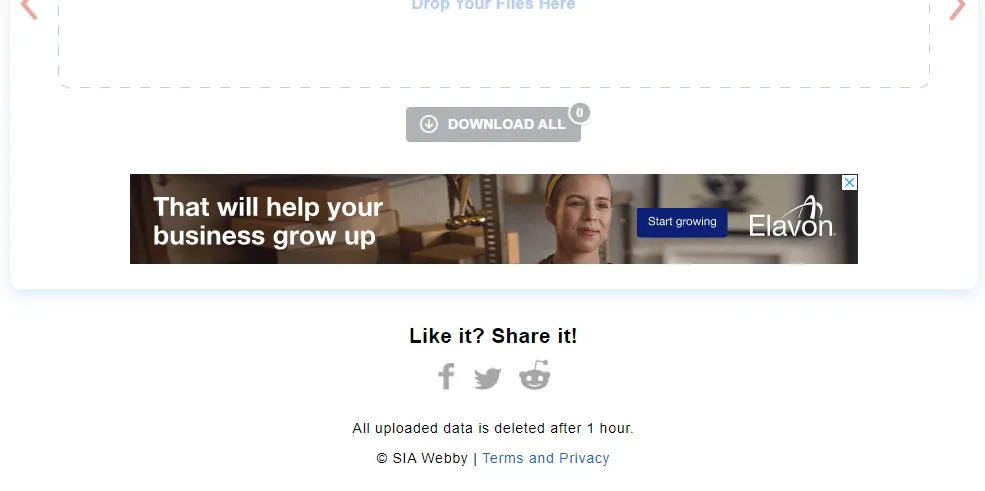 Drop Your Files Here
DOWNLOAD ALL
0
That will help your
business grow up
Start growing
Elavon
Like it? Share it!
All uploaded data is deleted after 1 hour.
© SIA Webby | Terms and Privacy